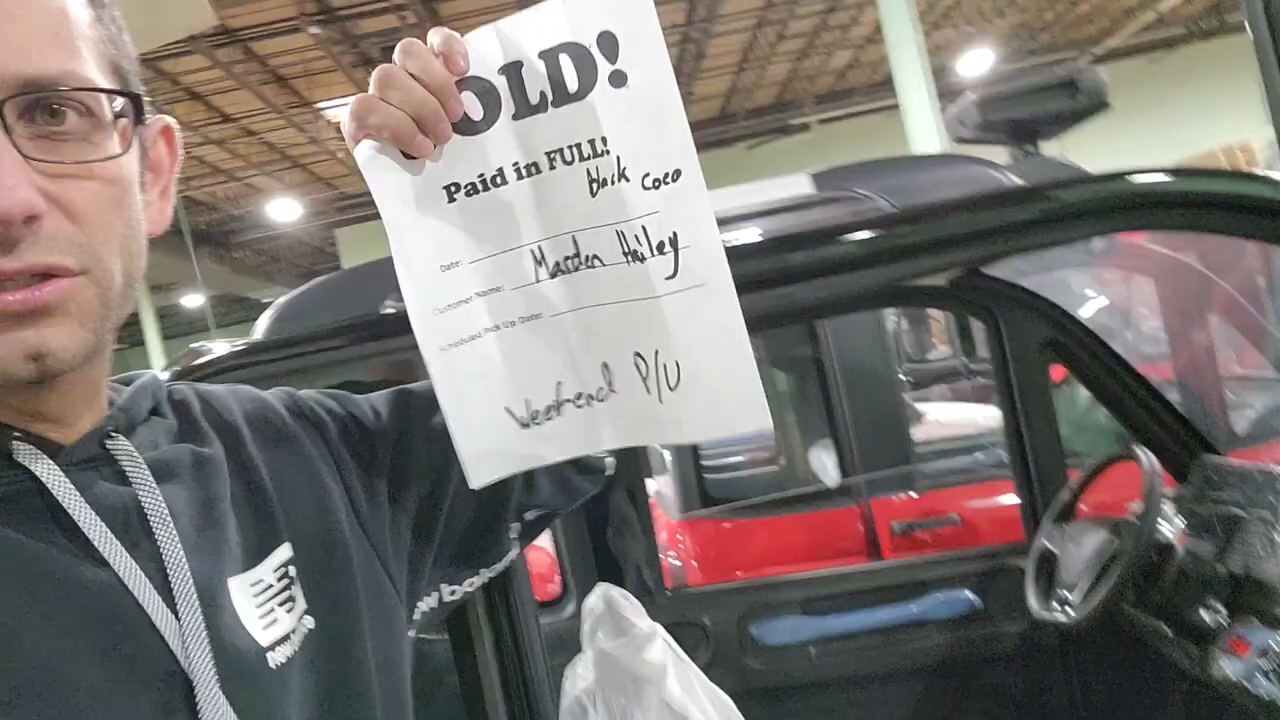 OLD!
Paid in FULL!
black Coco
Date:
Customer Name: Marden Hailey
Scheduled Pick Up Date:
Weekend P/U